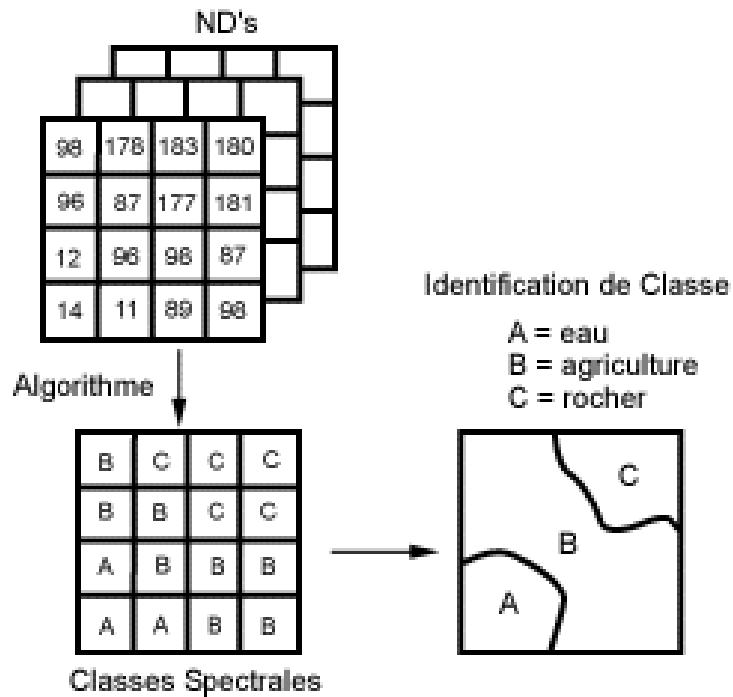 ND's
98 178 183 180
96 87 177 181
12 96 98 87
14 11 89 98
Algorithme
B C C C
B B C C
A B B B
A A B B
Classes Spectrales
Identification de Classe
A = eau
B = agriculture
C = rocher
C
B
A